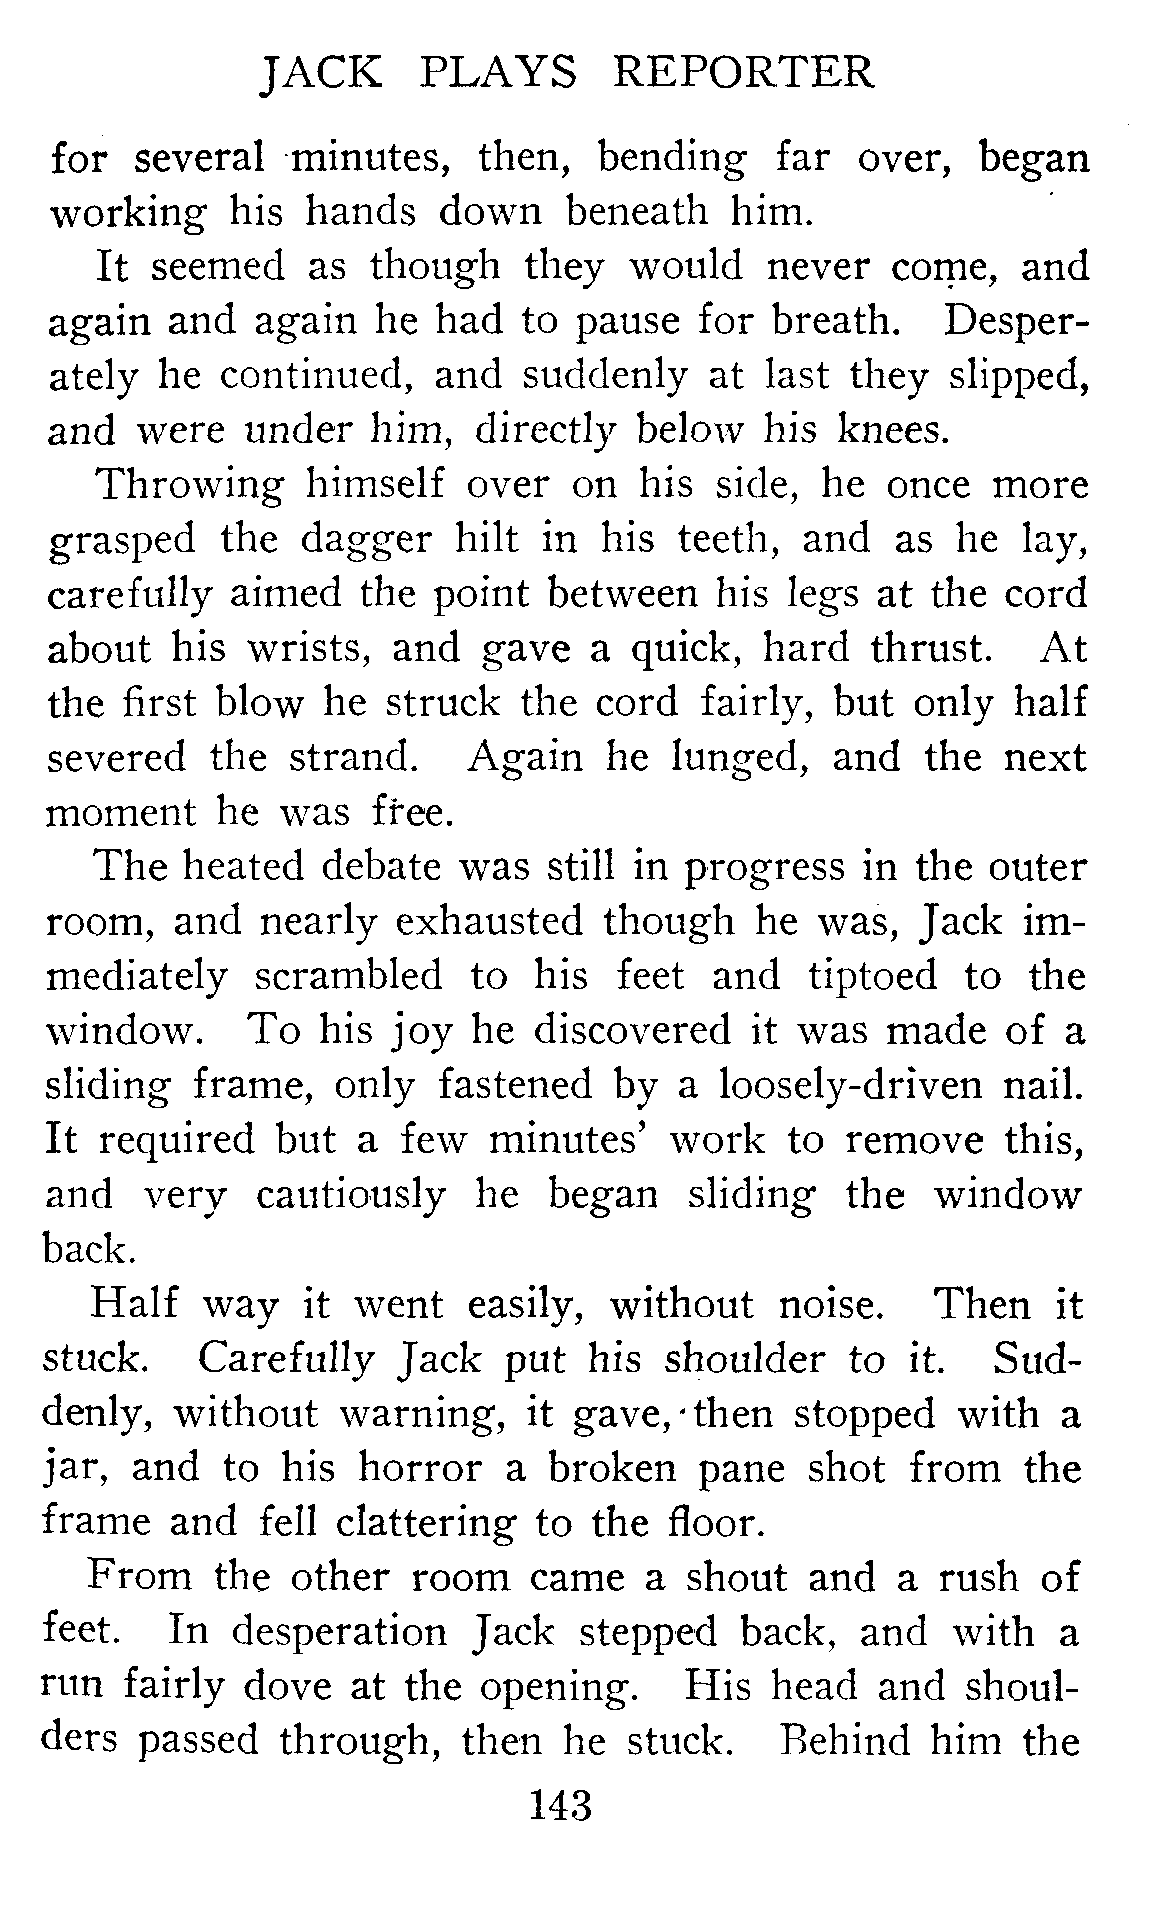 JACK PLAYS REPORTER
for several minutes, then, bending far over, began
working his hands down beneath him.
It seemed as though they would never come, and
again and again he had to pause for breath. Desper-
ately he continued, and suddenly at last they slipped,
and were under him, directly below his knees.
Throwing himself over on his side, he once more
grasped the dagger hilt in his teeth, and as he lay,
carefully aimed the point between his legs at the cord
about his wrists, and gave a quick, hard thrust. At
the first blow he struck the cord fairly, but only half
severed the strand. Again he lunged, and the next
moment he was free.
The heated debate was still in progress in the outer
room, and nearly exhausted though he was, Jack im-
mediately scrambled to his feet and tiptoed to the
window. To his joy he discovered it was made of a
sliding frame, only fastened by a loosely-driven nail.
It required but a few minutes' work to remove this,
and very cautiously he began sliding the window
back.
Half way it went easily, without noise. Then it
stuck. Carefully Jack put his shoulder to it. Sud-
denly, without warning, it gave, then stopped with a
jar, and to his horror a broken pane shot from the
frame and fell clattering to the floor.
From the other room came a shout and a rush of
feet. In desperation Jack stepped back, and with a
run fairly dove at the opening. His head and shoul-
ders passed through, then he stuck. Behind him the
143